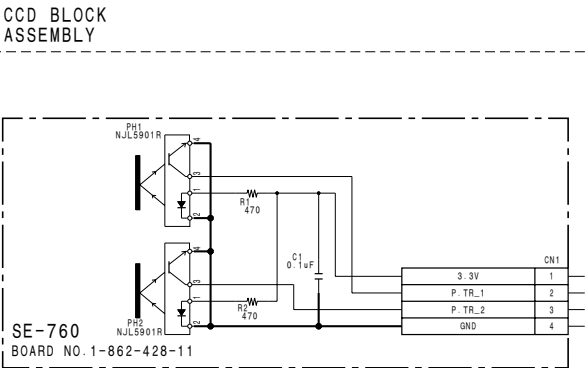 CCD BLOCK
ASSEMBLY
PH1
NJL5901R
4
3
1
2
R1
470
C1
0.1uF
4
3
1
2
R2
470
PH2
NJL5901R
CN1
3.3V 1
P.TR_1 2
P.TR_2 3
GND 4
SE-760
BOARD NO.1-862-428-11